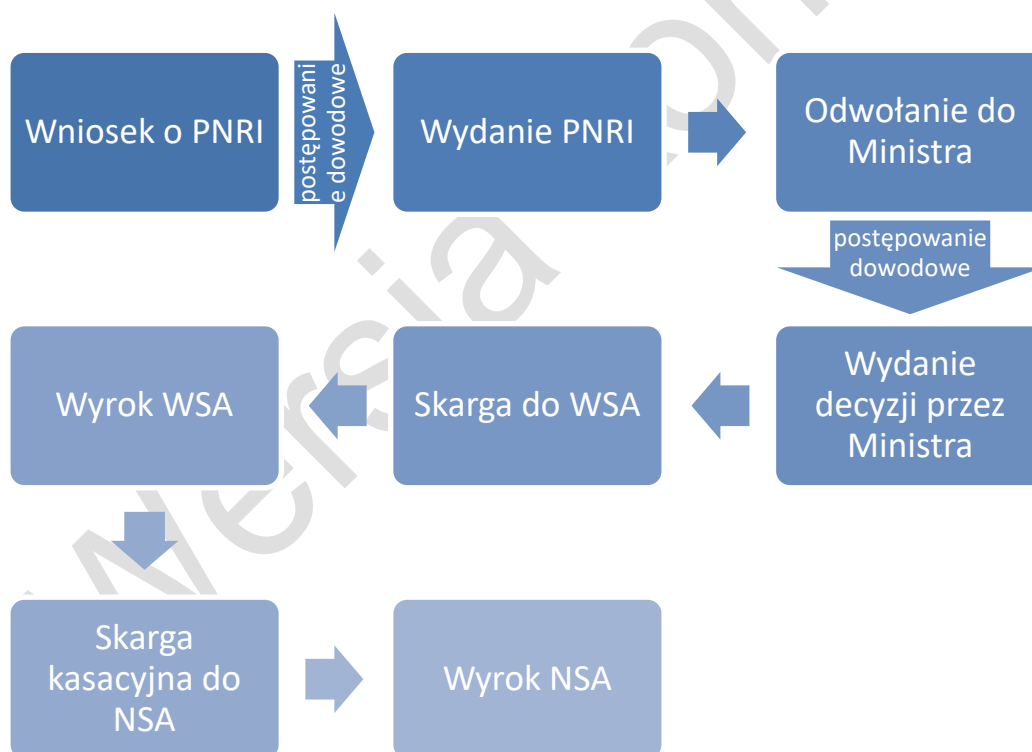 Wniosek o PNRI
postępowani
e dowodowe
Wydanie PNRI
Odwołanie do
Ministra
postępowanie
dowodowe
Wydanie
decyzji przez
Ministra
Skarga do WSA
Wyrok WSA
Skarga
kasacyjna do
NSA
Wyrok NSA
Wersja